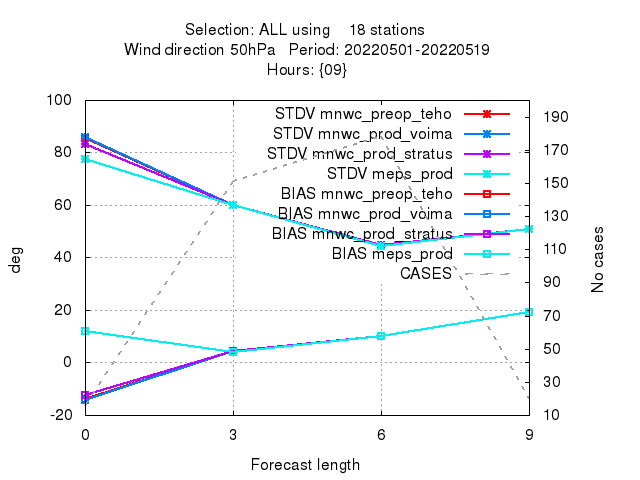 Selection: ALL using    18 stations
Wind direction 50hPa   Period: 20220501-20220519
Hours: {09}
100
80
60
40
20
0
-20
deg
190
170
150
130
110
90
70
50
30
10
No cases
STDV mnwc_preop_teho
STDV mnwc_prod_voima
STDV mnwc_prod_stratus
STDV meps_prod
BIAS mnwc_preop_teho
BIAS mnwc_prod_voima
BIAS mnwc_prod_stratus
BIAS meps_prod
CASES
0 3 6 9
Forecast length